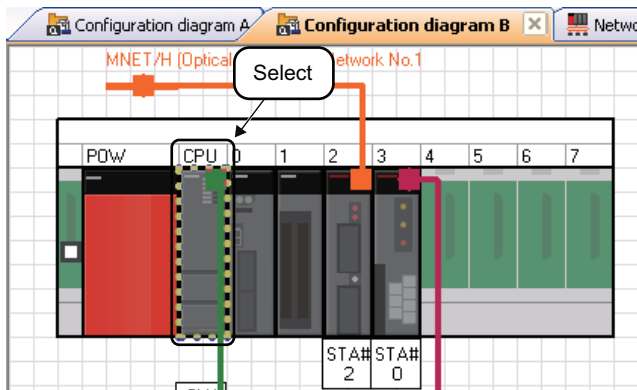 Configuration diagram A
Configuration diagram B
Netwo
MNET/H (Optical
etwork No.1
Select
POW
CPU
0
1
2
3
4
5
6
7
STA#
2
STA#
0